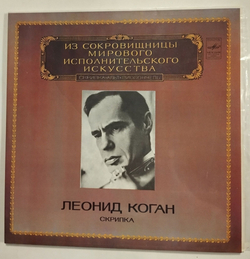 ИЗ СОКРОВИЩНИЦЫ
МИРОВОГО
ИСПОЛНИТЕЛЬСКОГО
ИСКУССТВА
ЛЕОНИД КОГАН
СКРИПКА